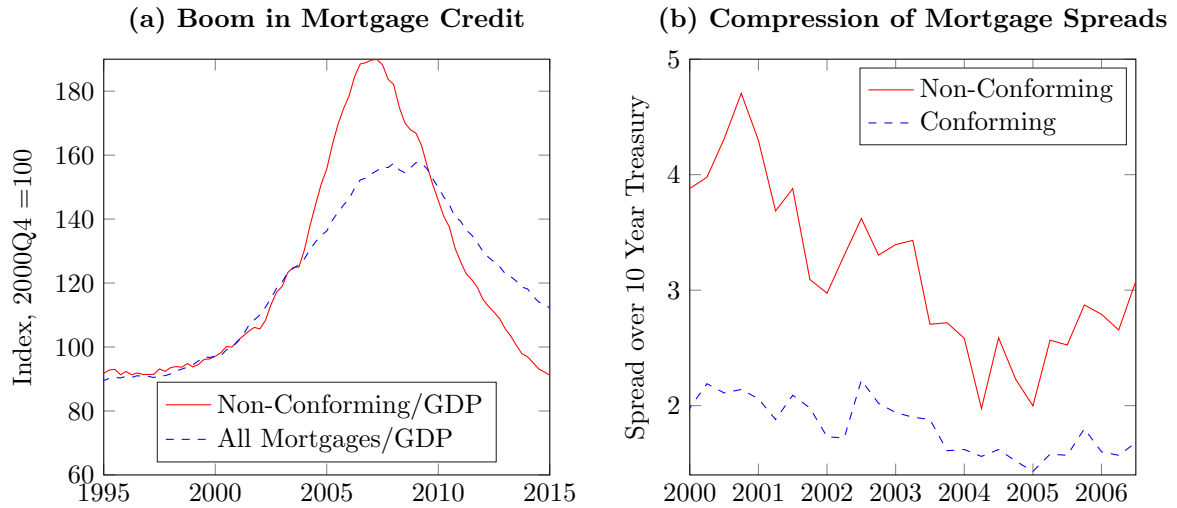 (a) Boom in Mortgage Credit
180
160
140
120
100
80
60
1995
2000
2005
2010
2015
Index, 2000Q4 =100
Non-Conforming/GDP
All Mortgages/GDP
(b) Compression of Mortgage Spreads
5
4
3
2
2000
2001
2002
2003
2004
2005
2006
Spread over 10 Year Treasury
Non-Conforming
Conforming